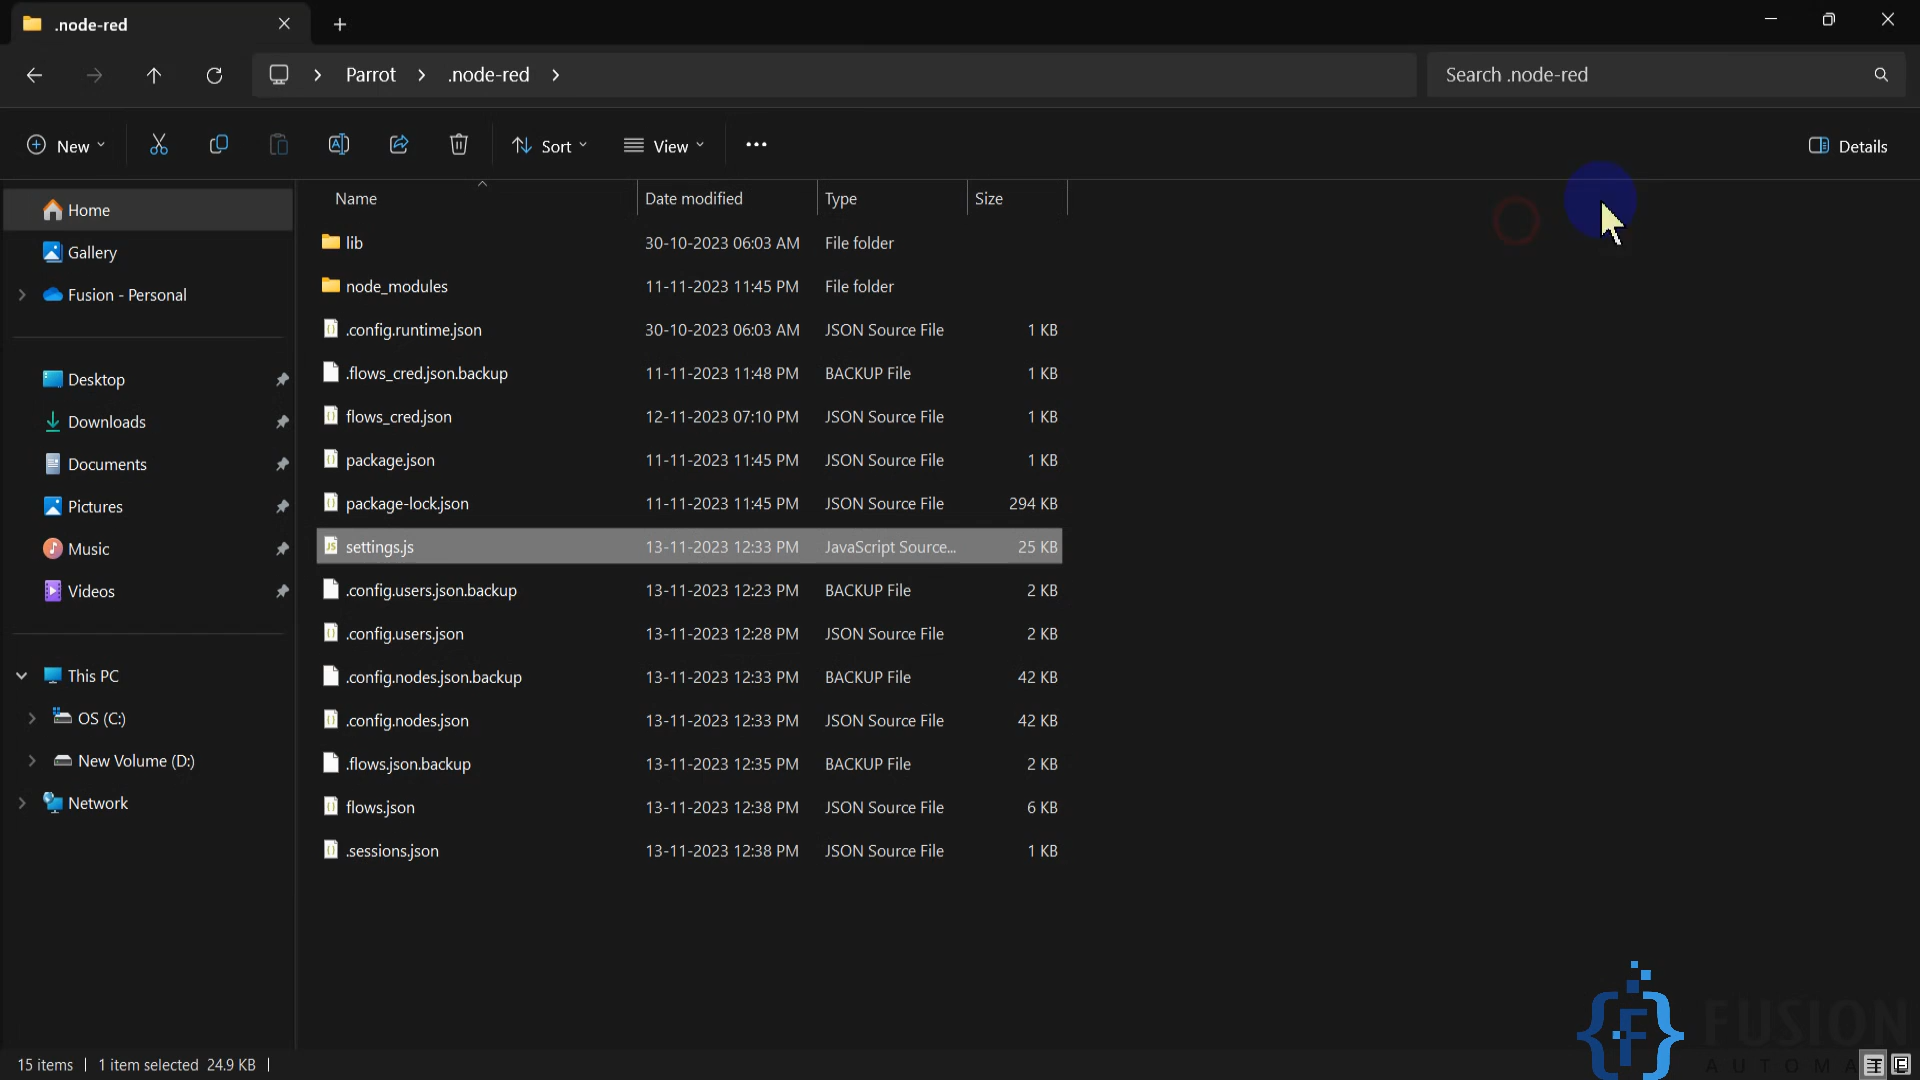 .node-red
Parrot .node-red
Search .node-red
New Sort View Details
Name Date modified Type Size
Home
Gallery
Fusion - Personal
Desktop
Downloads
Documents
Pictures
Music
Videos
This PC
OS (C:)
New Volume (D:)
Network
lib 30-10-2023 06:03 AM File folder
node_modules 11-11-2023 11:45 PM File folder
.config.runtime.json 30-10-2023 06:03 AM JSON Source File 1 KB
.flows_cred.json.backup 11-11-2023 11:48 PM BACKUP File 1 KB
flows_cred.json 12-11-2023 07:10 PM JSON Source File 1 KB
package.json 11-11-2023 11:45 PM JSON Source File 1 KB
package-lock.json 11-11-2023 11:45 PM JSON Source File 294 KB
settings.js 13-11-2023 12:33 PM JavaScript Source... 25 KB
.config.users.json.backup 13-11-2023 12:23 PM BACKUP File 2 KB
.config.users.json 13-11-2023 12:28 PM JSON Source File 2 KB
.config.nodes.json.backup 13-11-2023 12:33 PM BACKUP File 42 KB
.config.nodes.json 13-11-2023 12:33 PM JSON Source File 42 KB
.flows.json.backup 13-11-2023 12:35 PM BACKUP File 2 KB
flows.json 13-11-2023 12:38 PM JSON Source File 6 KB
.sessions.json 13-11-2023 12:38 PM JSON Source File 1 KB
FUSION
AUTOMA
15 items 1 item selected 24.9 KB